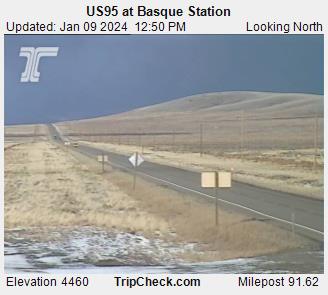 US95 at Basque Station
Updated: Jan 09 2024 12:50 PM Looking North
Elevation 4460 TripCheck.com Milepost 91.62